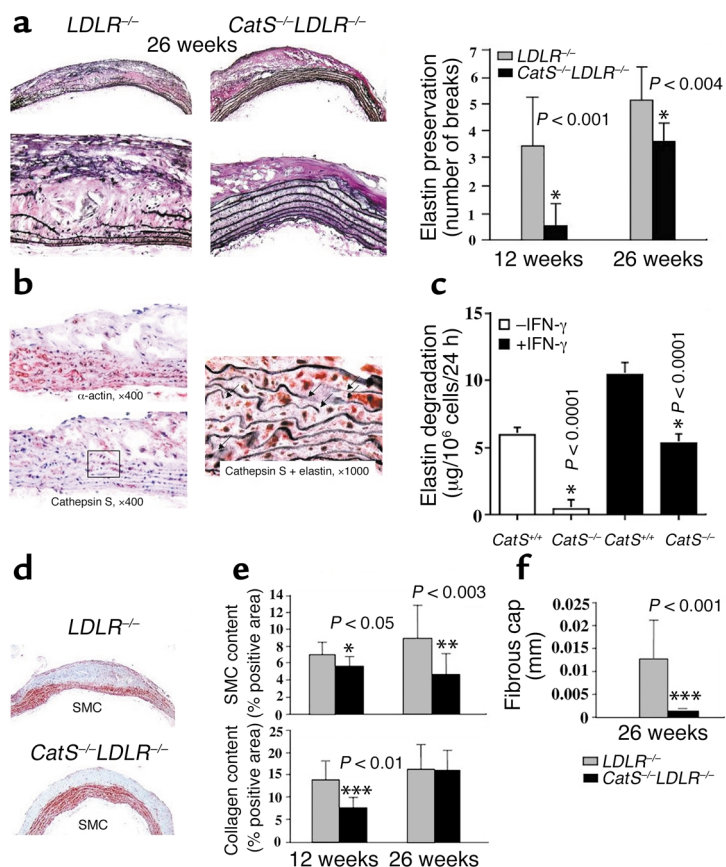 a
LDLR–/–
CatS–/–LDLR–/–
26 weeks
Elastin preservation
(number of breaks)
7
6
5
4
3
2
1
0
LDLR–/–
CatS–/–LDLR–/–
P < 0.001
P < 0.004
*
*
12 weeks
26 weeks
b
α-actin, ×400
Cathepsin S, ×400
Cathepsin S + elastin, ×1000
c
Elastin degradation
(μg/10⁶ cells/24 h)
15
10
5
0
–IFN-γ
+IFN-γ
* P < 0.0001
* P < 0.0001
CatS+/+
CatS–/–
CatS+/+
CatS–/–
d
LDLR–/–
SMC
CatS–/–LDLR–/–
SMC
e
SMC content
(% positive area)
14
12
10
8
6
4
2
0
P < 0.05
P < 0.003
*
**
Collagen content
(% positive area)
25
20
15
10
5
0
P < 0.01
***
12 weeks
26 weeks
f
Fibrous cap
(mm)
0.025
0.02
0.015
0.01
0.005
0
P < 0.001
***
26 weeks
LDLR–/–
CatS–/–LDLR–/–